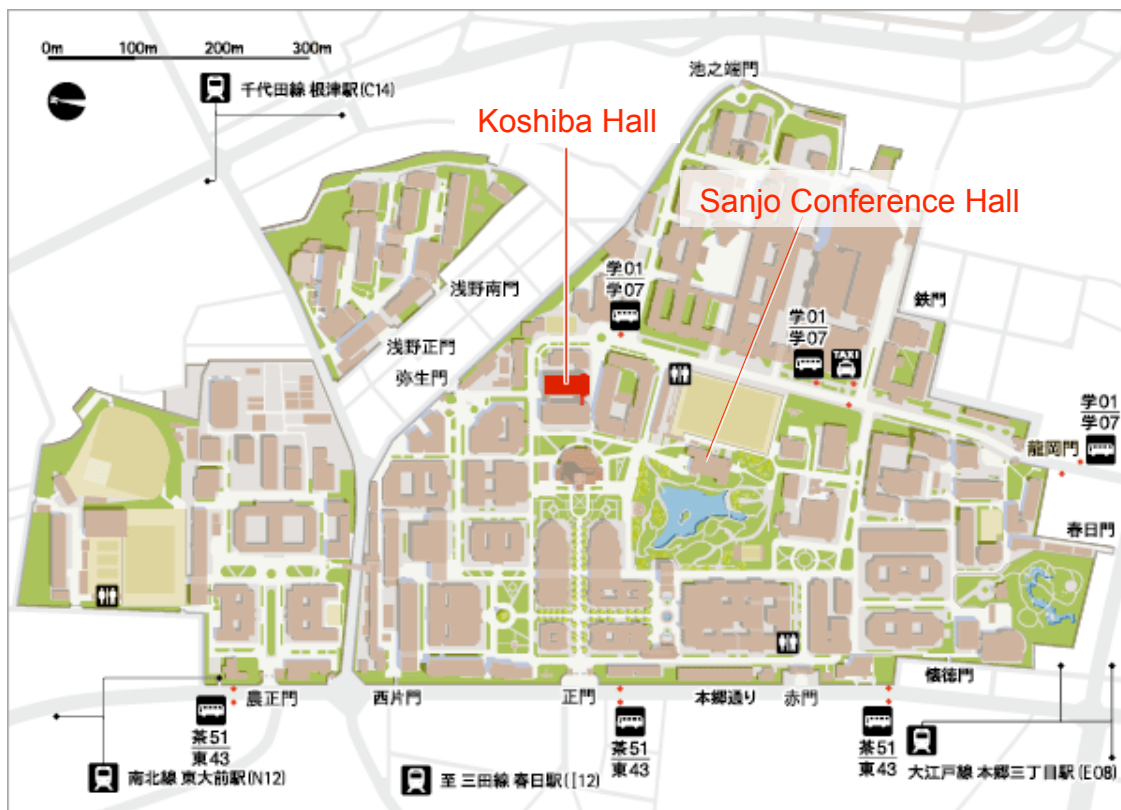 0m 100m 200m 300m
千代田線 根津駅(C14)
池之端門
Koshiba Hall
Sanjo Conference Hall
浅野南門
学01
学07
浅野正門
弥生門
学01
学07
TAXI
鉄門
学01
学07
龍岡門
春日門
農正門
西片門
正門
本郷通り
赤門
懐徳門
茶51
東43
茶51
東43
茶51
東43
南北線 東大前駅(N12)
至 三田線 春日駅(I12)
大江戸線 本郷三丁目駅(E08)